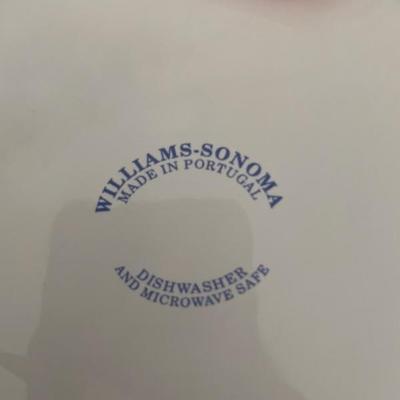 WILLIAMS-SONOMA
MADE IN PORTUGAL
DISHWASHER
AND MICROWAVE SAFE